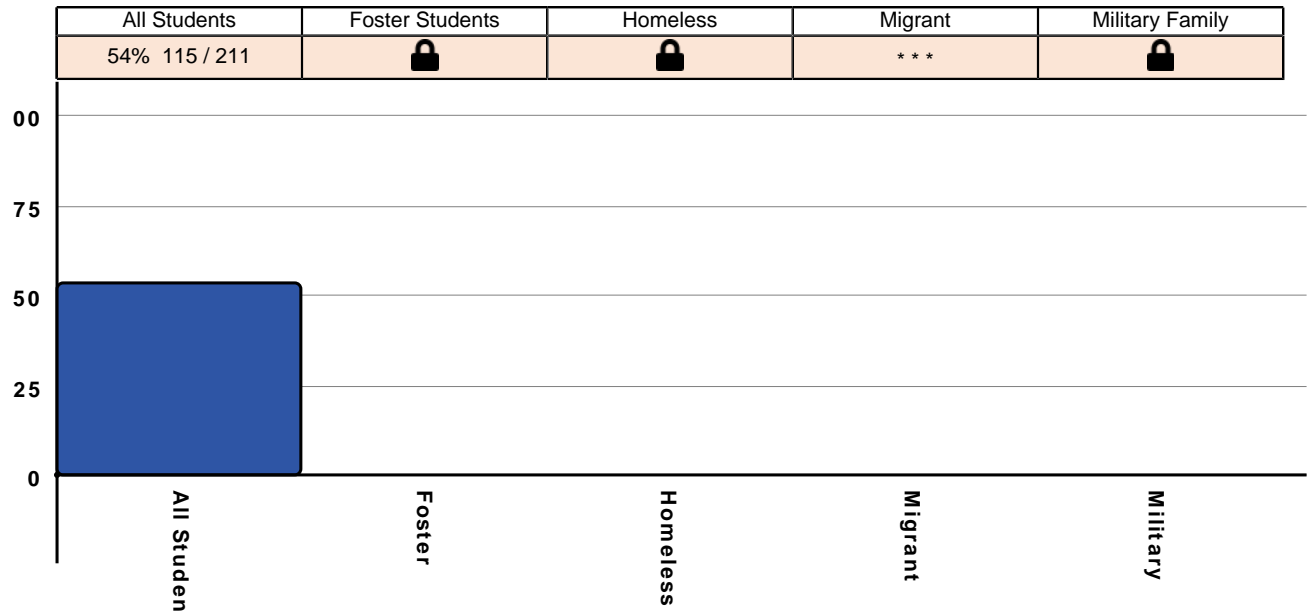 All Students Foster Students Homeless Migrant Military Family
54% 115 / 211 * * *
00
75
50
25
0
All Studen
Foster
Homeless
Migrant
Military